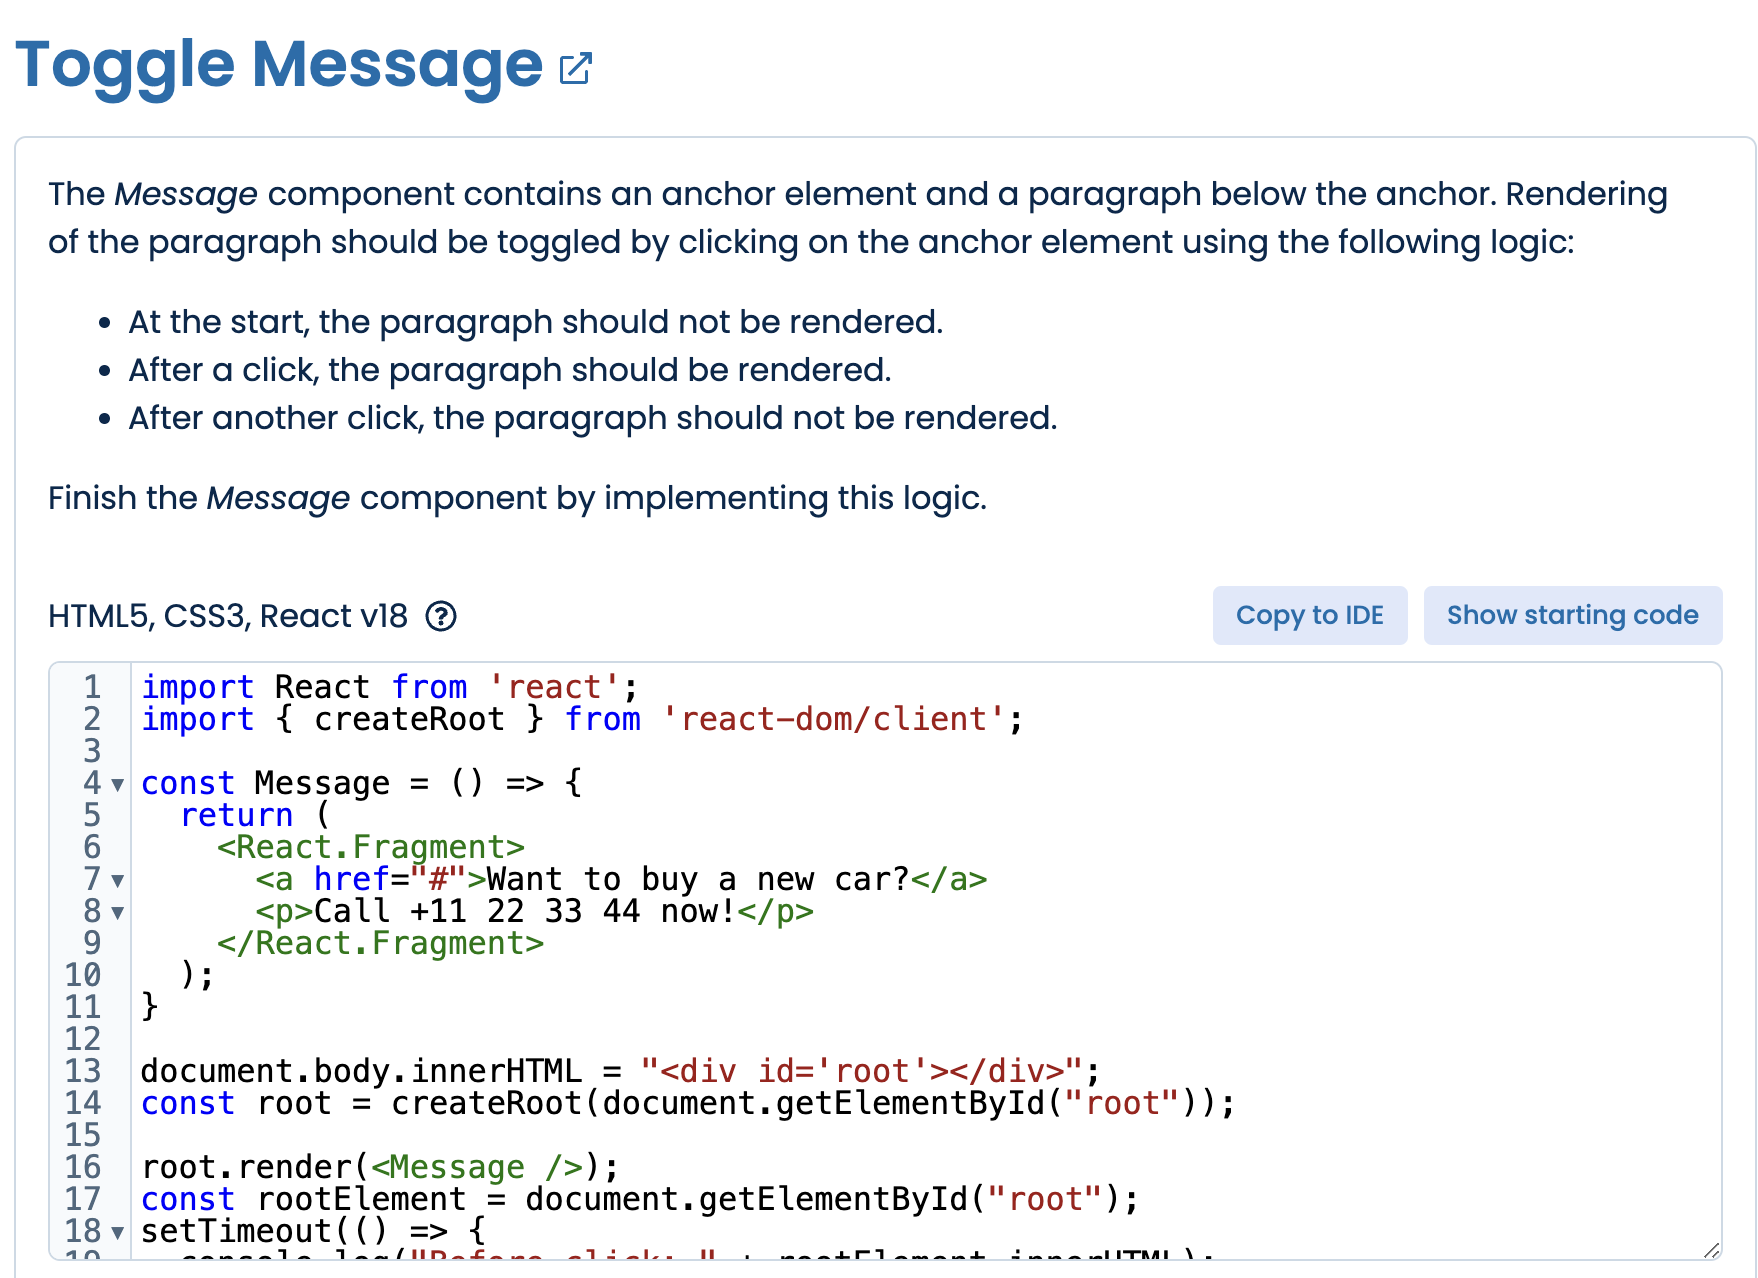 Toggle Message
The Message component contains an anchor element and a paragraph below the anchor. Rendering
of the paragraph should be toggled by clicking on the anchor element using the following logic:
• At the start, the paragraph should not be rendered.
• After a click, the paragraph should be rendered.
• After another click, the paragraph should not be rendered.
Finish the Message component by implementing this logic.
HTML5, CSS3, React v18
Copy to IDE
Show starting code
1 import React from 'react';
2 import { createRoot } from 'react-dom/client';
3
4 const Message = () => {
5   return (
6     <React.Fragment>
7       <a href="#">Want to buy a new car?</a>
8       <p>Call +11 22 33 44 now!</p>
9     </React.Fragment>
10   );
11 }
12
13 document.body.innerHTML = "<div id='root'></div>";
14 const root = createRoot(document.getElementById("root"));
15
16 root.render(<Message />);
17 const rootElement = document.getElementById("root");
18 setTimeout(() => {
19   console.log("Before click: " + rootElement.innerHTML);